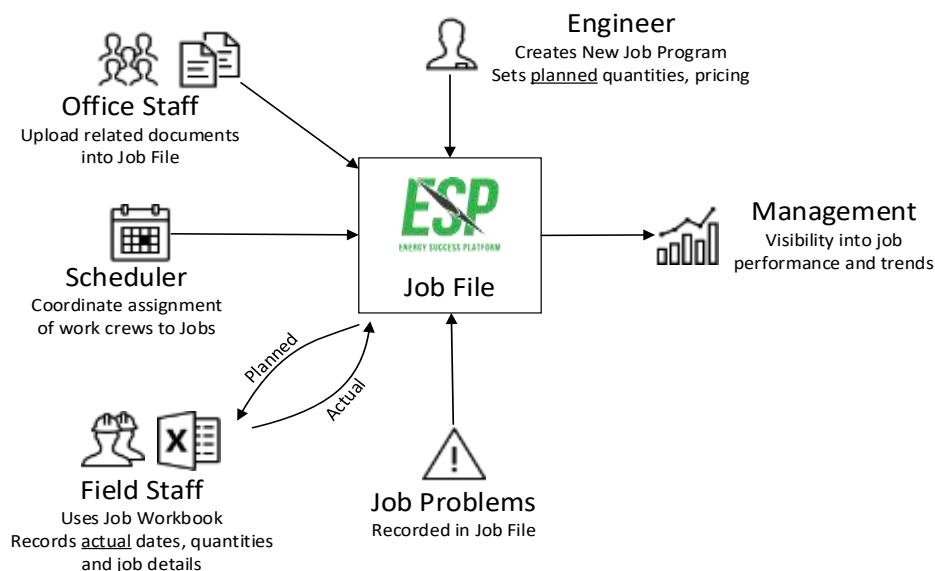 Engineer
Creates New Job Program
Sets planned quantities, pricing
Office Staff
Upload related documents
into Job File
ESP
ENERGY SUCCESS PLATFORM
Job File
Scheduler
Coordinate assignment
of work crews to Jobs
Management
Visibility into job
performance and trends
Planned
Actual
X
Field Staff
Uses Job Workbook
Records actual dates, quantities
and job details
!
Job Problems
Recorded in Job File